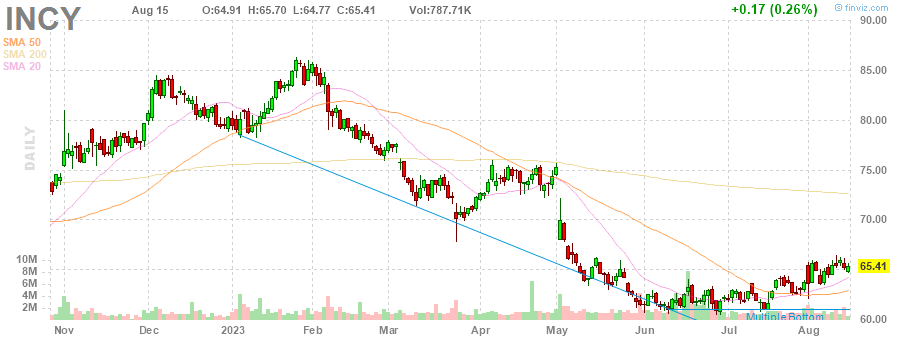 INCY Aug 15 O:64.91 H:65.70 L:64.77 C:65.41 Vol:787.71K +0.17 (0.26%) © finviz.com
SMA 50
SMA 200
SMA 20
DAILY
90.00
85.00
80.00
75.00
70.00
65.41
60.00
10M
8M
6M
4M
2M
Multiple Bottom
Nov Dec 2023 Feb Mar Apr May Jun Jul Aug